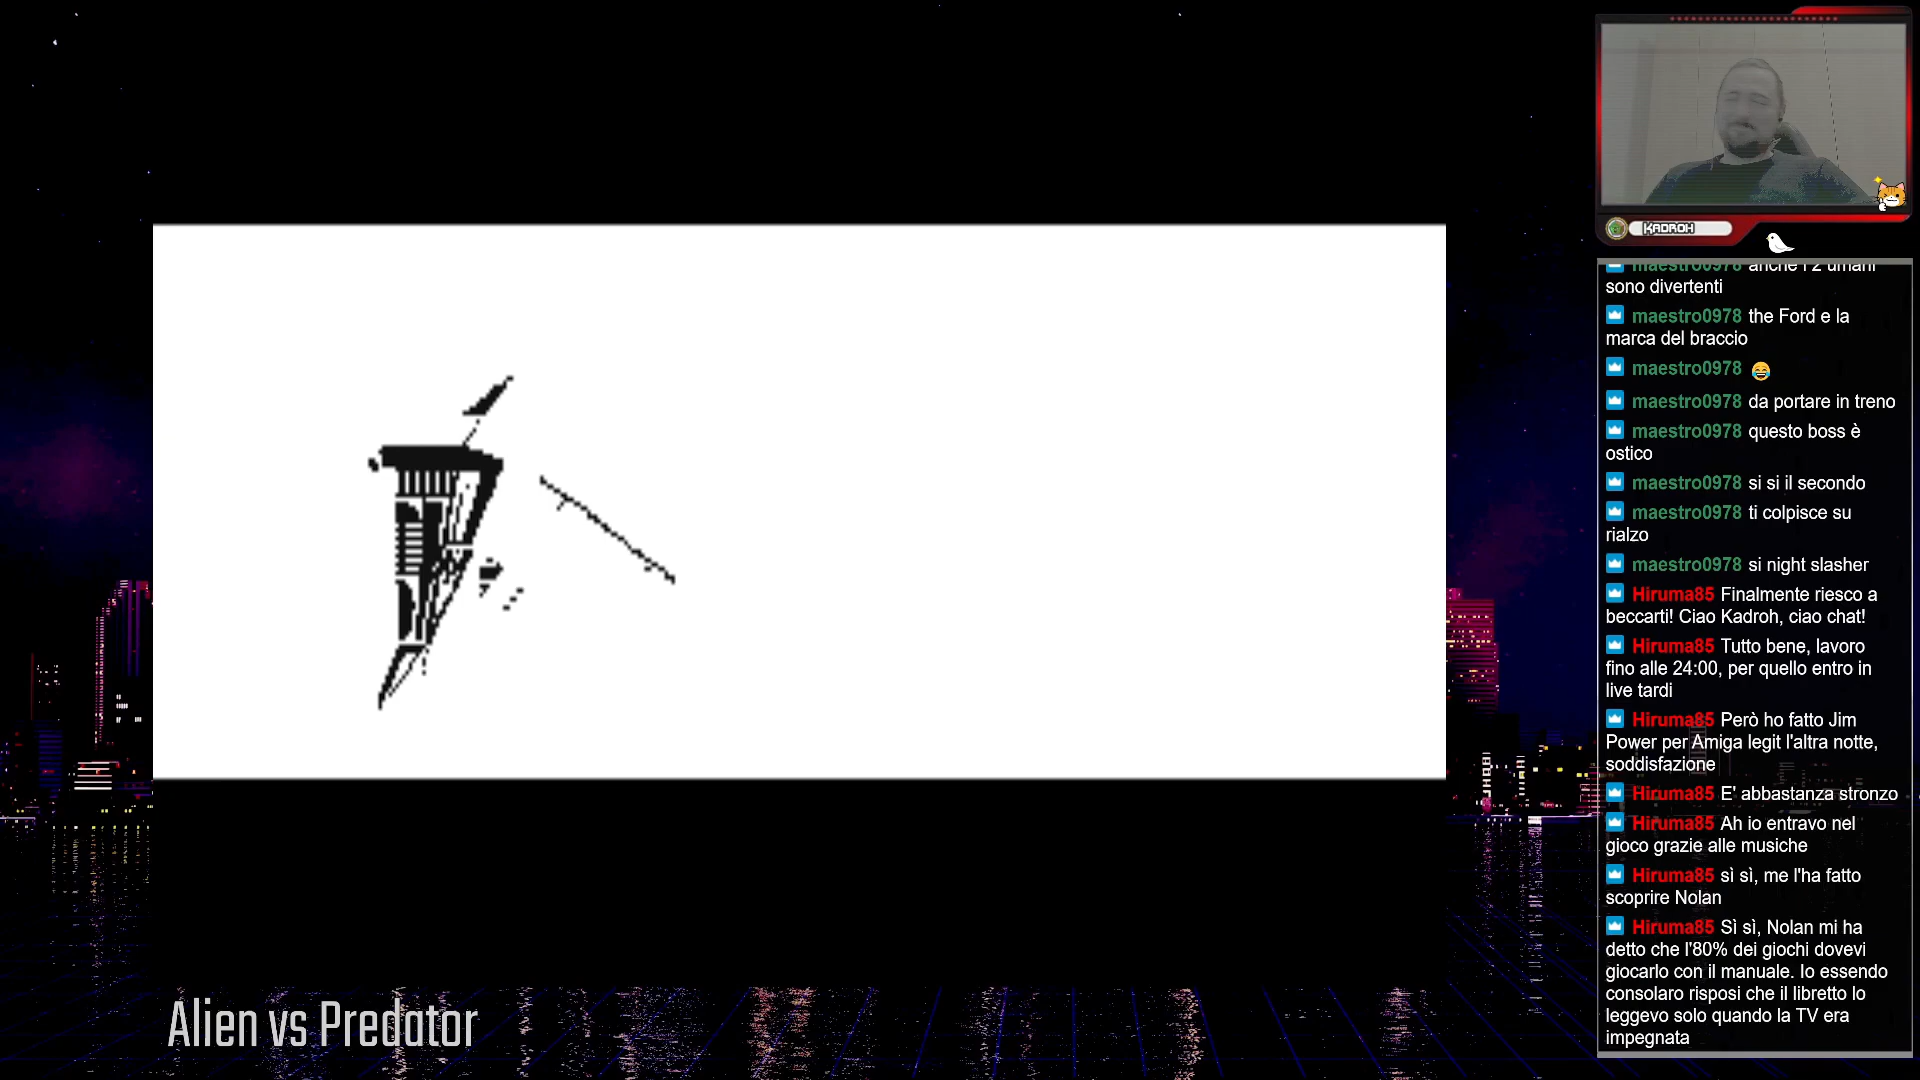 KADROH
maestro0978 anche i 2 umani
sono divertenti
maestro0978 the Ford e la
marca del braccio
maestro0978 😂
maestro0978 da portare in treno
maestro0978 questo boss è
ostico
maestro0978 si si il secondo
maestro0978 ti colpisce su
rialzo
maestro0978 si night slasher
Hiruma85 Finalmente riesco a
beccarti! Ciao Kadroh, ciao chat!
Hiruma85 Tutto bene, lavoro
fino alle 24:00, per quello entro in
live tardi
Hiruma85 Però ho fatto Jim
Power per Amiga legit l'altra notte,
soddisfazione
Hiruma85 E' abbastanza stronzo
Hiruma85 Ah io entravo nel
gioco grazie alle musiche
Hiruma85 sì sì, me l'ha fatto
scoprire Nolan
Hiruma85 Sì sì, Nolan mi ha
detto che l'80% dei giochi dovevi
giocarlo con il manuale. Io essendo
consolaro risposi che il libretto lo
leggevo solo quando la TV era
impegnata
Alien vs Predator